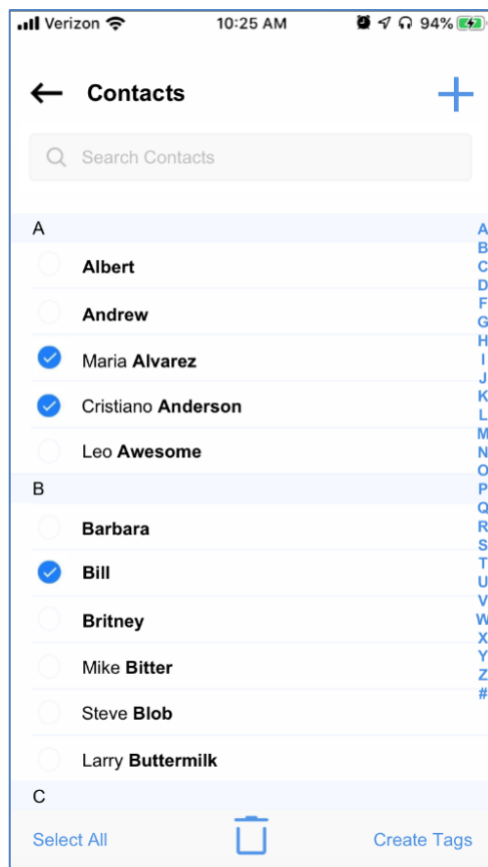 Verizon 10:25 AM 94%
Contacts
Search Contacts
A
Albert
Andrew
Maria Alvarez
Cristiano Anderson
Leo Awesome
B
Barbara
Bill
Britney
Mike Bitter
Steve Blob
Larry Buttermilk
C
Select All Create Tags
A
B
C
D
F
G
H
I
J
K
L
M
N
O
P
Q
R
S
T
U
V
W
X
Y
Z
#